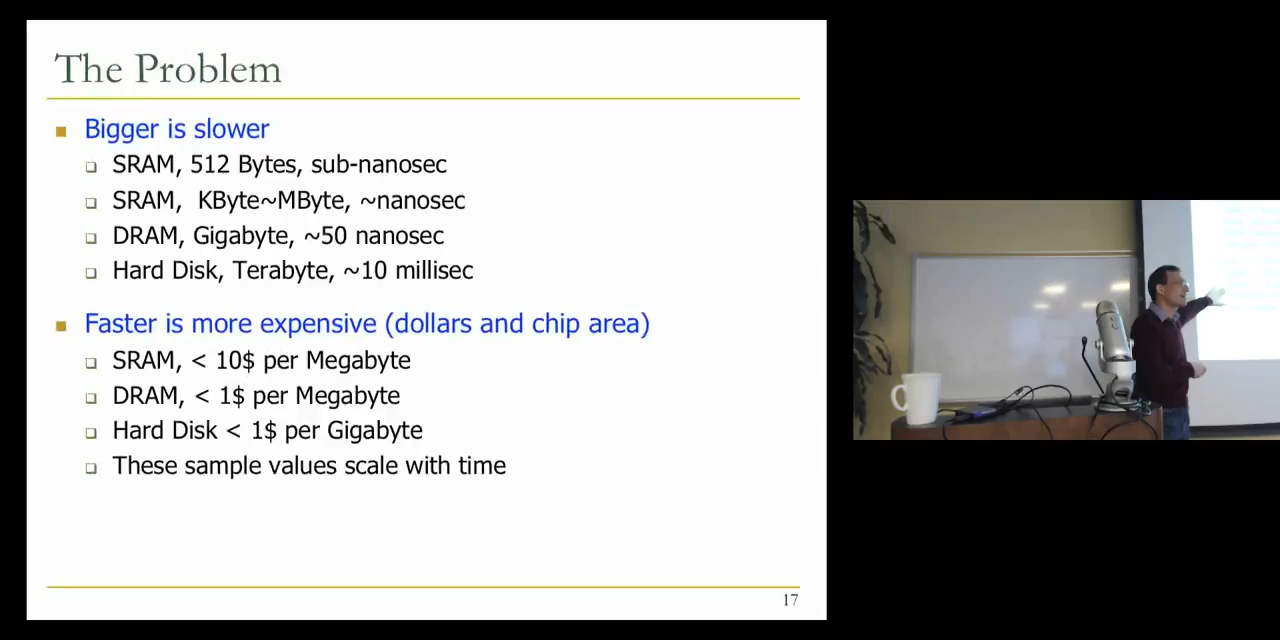 The Problem
Bigger is slower
SRAM, 512 Bytes, sub-nanosec
SRAM, KByte~MByte, ~nanosec
DRAM, Gigabyte, ~50 nanosec
Hard Disk, Terabyte, ~10 millisec
Faster is more expensive (dollars and chip area)
SRAM, < 10$ per Megabyte
DRAM, < 1$ per Megabyte
Hard Disk < 1$ per Gigabyte
These sample values scale with time
17